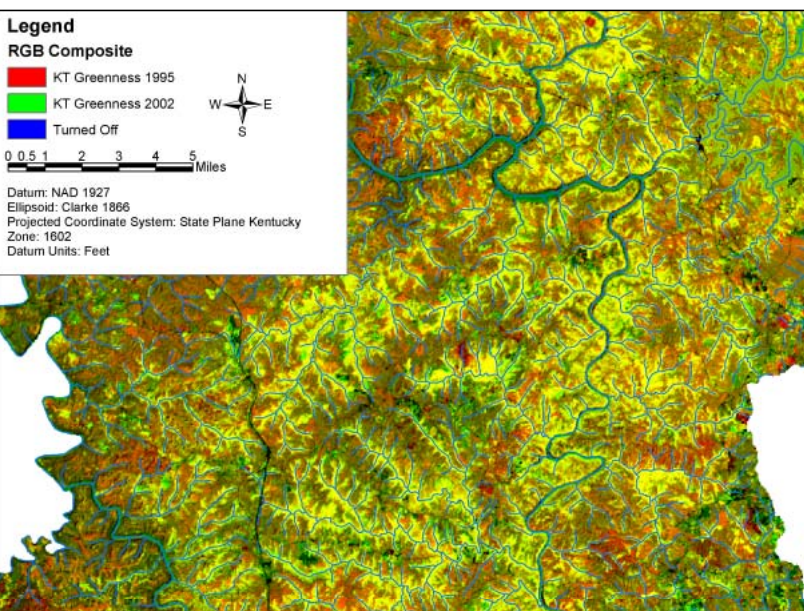 Legend
RGB Composite
KT Greenness 1995
KT Greenness 2002
Turned Off
N
W E
S
0 0.5 1 2 3 4 5
Miles
Datum: NAD 1927
Ellipsoid: Clarke 1866
Projected Coordinate System: State Plane Kentucky
Zone: 1602
Datum Units: Feet